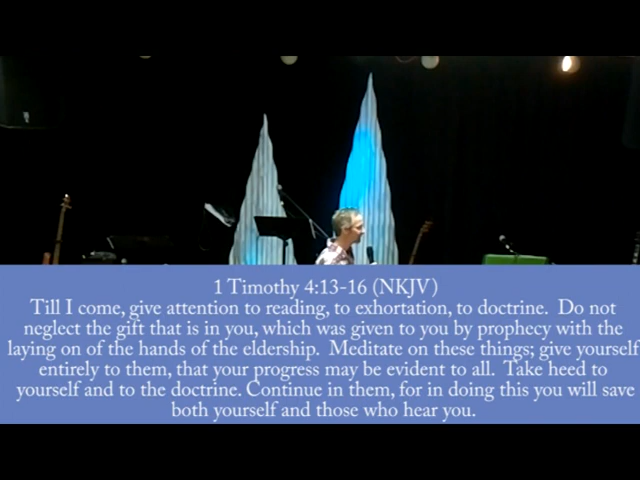 1 Timothy 4:13-16 (NKJV)
Till I come, give attention to reading, to exhortation, to doctrine. Do not
neglect the gift that is in you, which was given to you by prophecy with the
laying on of the hands of the eldership. Meditate on these things; give yourself
entirely to them, that your progress may be evident to all. Take heed to
yourself and to the doctrine. Continue in them, for in doing this you will save
both yourself and those who hear you.